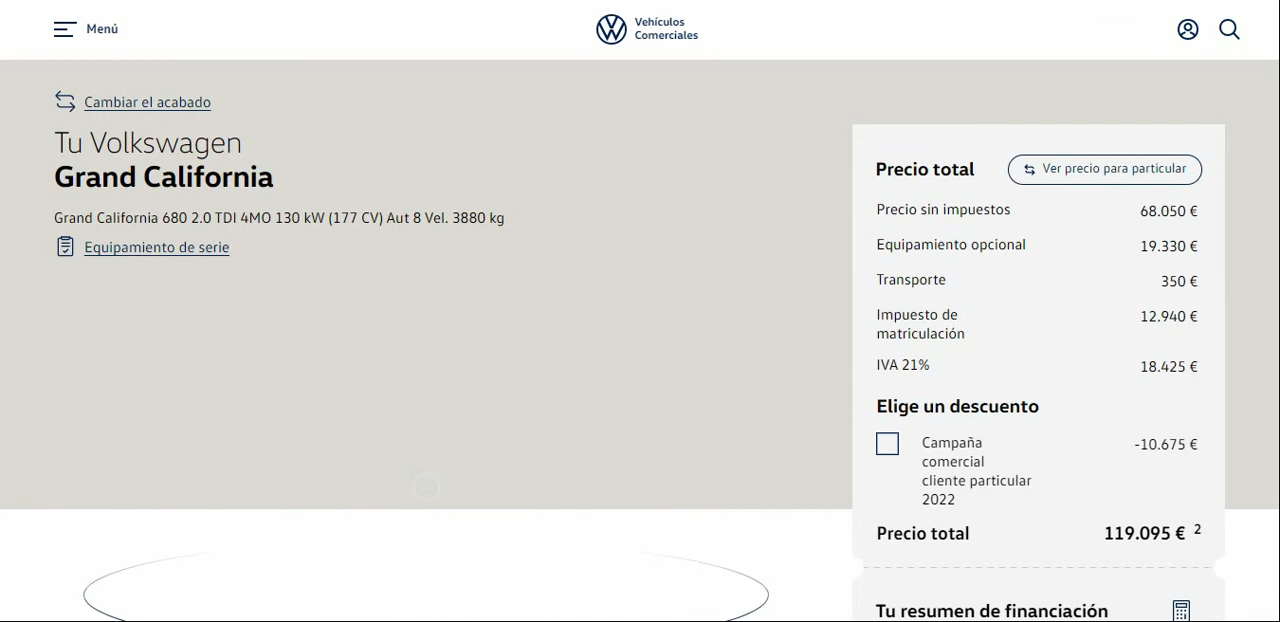 Menú
Vehículos
Comerciales
Cambiar el acabado
Tu Volkswagen
Grand California
Grand California 680 2.0 TDI 4MO 130 kW (177 CV) Aut 8 Vel. 3880 kg
Equipamiento de serie
Precio total
Ver precio para particular
Precio sin impuestos 68.050 €
Equipamiento opcional 19.330 €
Transporte 350 €
Impuesto de 12.940 €
matriculación
IVA 21% 18.425 €
Elige un descuento
Campaña -10.675 €
comercial
cliente particular
2022
Precio total 119.095 € 2
Tu resumen de financiación